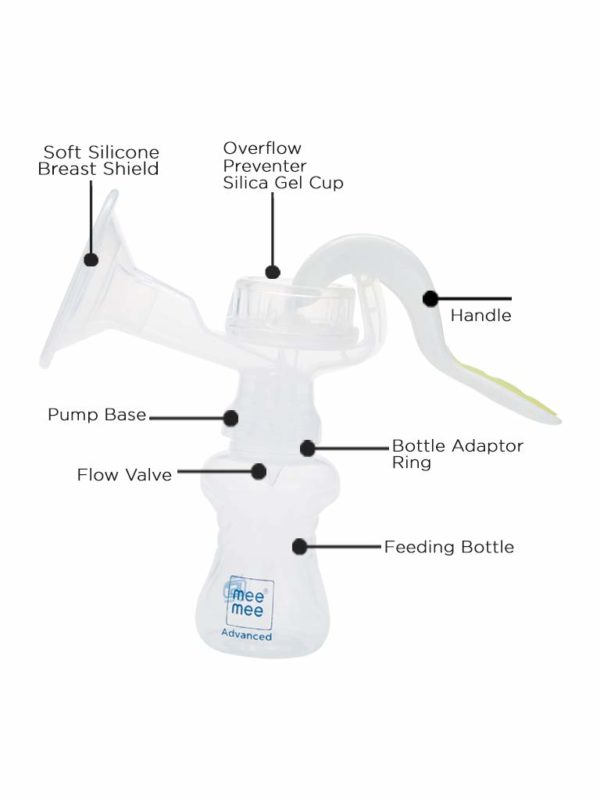 Soft Silicone
Breast Shield
Overflow
Preventer
Silica Gel Cup
Handle
Pump Base
Bottle Adaptor
Ring
Flow Valve
Feeding Bottle
mee
mee
Advanced